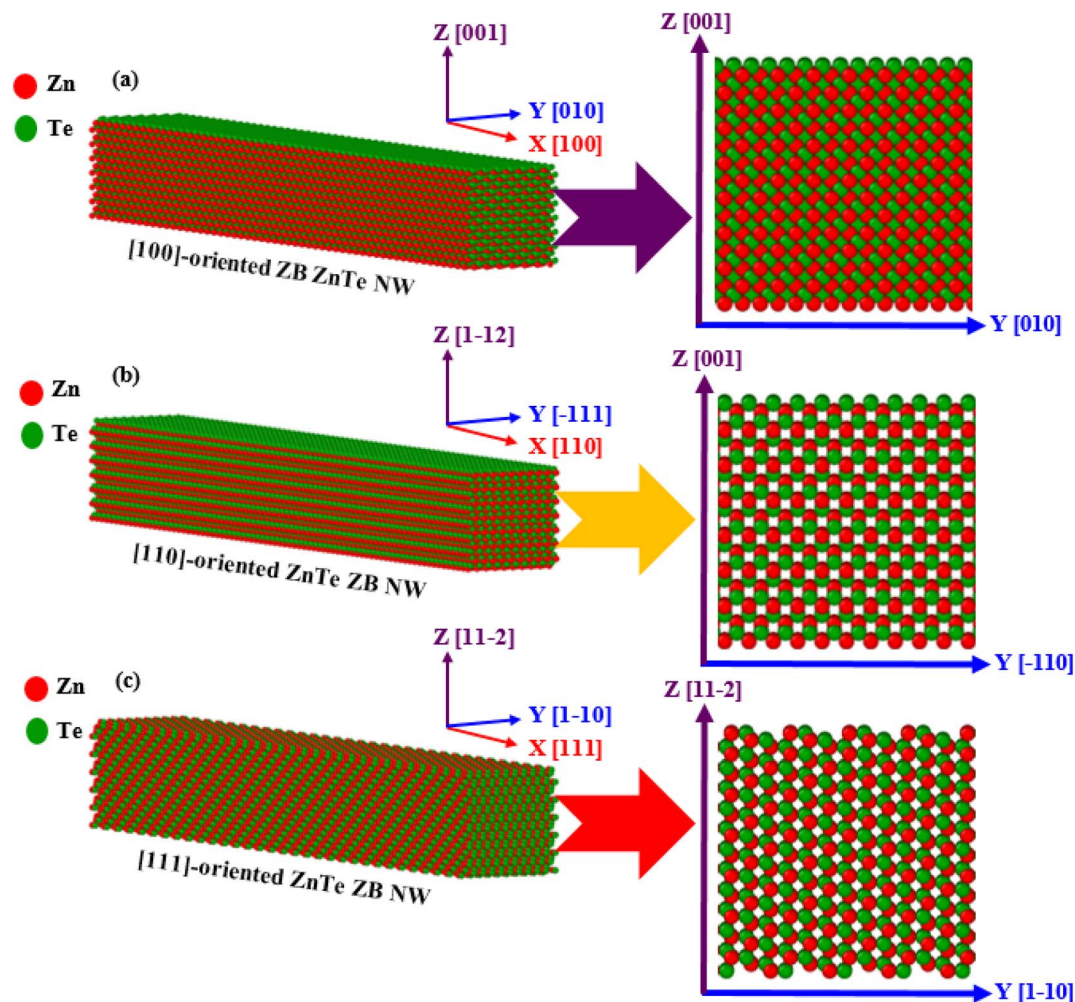 Z [001]
Z [001]
Zn
(a)
Te
Y [010]
X [100]
[100]-oriented ZB ZnTe NW
Y [010]
Z [1-12]
Z [001]
Zn
(b)
Te
Y [-111]
X [110]
[110]-oriented ZnTe ZB NW
Y [-110]
Z [11-2]
Z [11-2]
Zn
(c)
Te
Y [1-10]
X [111]
[111]-oriented ZnTe ZB NW
Y [1-10]